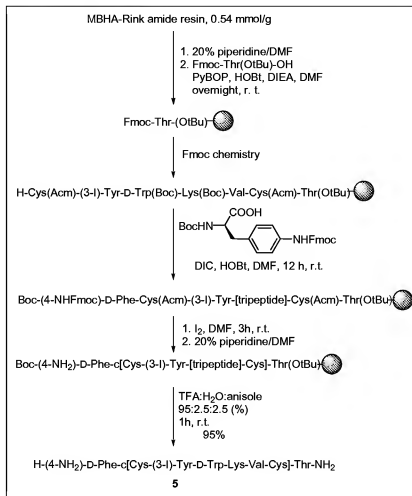 MBHA-Rink amide resin, 0.54 mmol/g
1. 20% piperidine/DMF
2. Fmoc-Thr(OtBu)-OH
PyBOP, HOBt, DIEA, DMF
overnight, r. t.
Fmoc-Thr-(OtBu)
Fmoc chemistry
H-Cys(Acm)-(3-I)-Tyr-D-Trp(Boc)-Lys(Boc)-Val-Cys(Acm)-Thr(OtBu)
COOH
BocHN
NHFmoc
DIC, HOBt, DMF, 12 h, r.t.
Boc-(4-NHFmoc)-D-Phe-Cys(Acm)-(3-I)-Tyr-[tripeptide]-Cys(Acm)-Thr(OtBu)
1. I2, DMF, 3h, r.t.
2. 20% piperidine/DMF
Boc-(4-NH2)-D-Phe-c[Cys-(3-I)-Tyr-[tripeptide]-Cys]-Thr(OtBu)
TFA:H2O:anisole
95:2.5:2.5 (%)
1h, r.t.
95%
H-(4-NH2)-D-Phe-c[Cys-(3-I)-Tyr-D-Trp-Lys-Val-Cys]-Thr-NH2
5